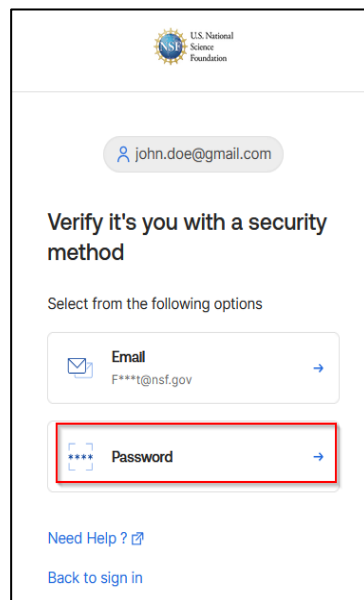 NSF
U.S. National
Science
Foundation
john.doe@gmail.com
Verify it's you with a security
method
Select from the following options
Email
F***t@nsf.gov
**** Password
Need Help ?
Back to sign in